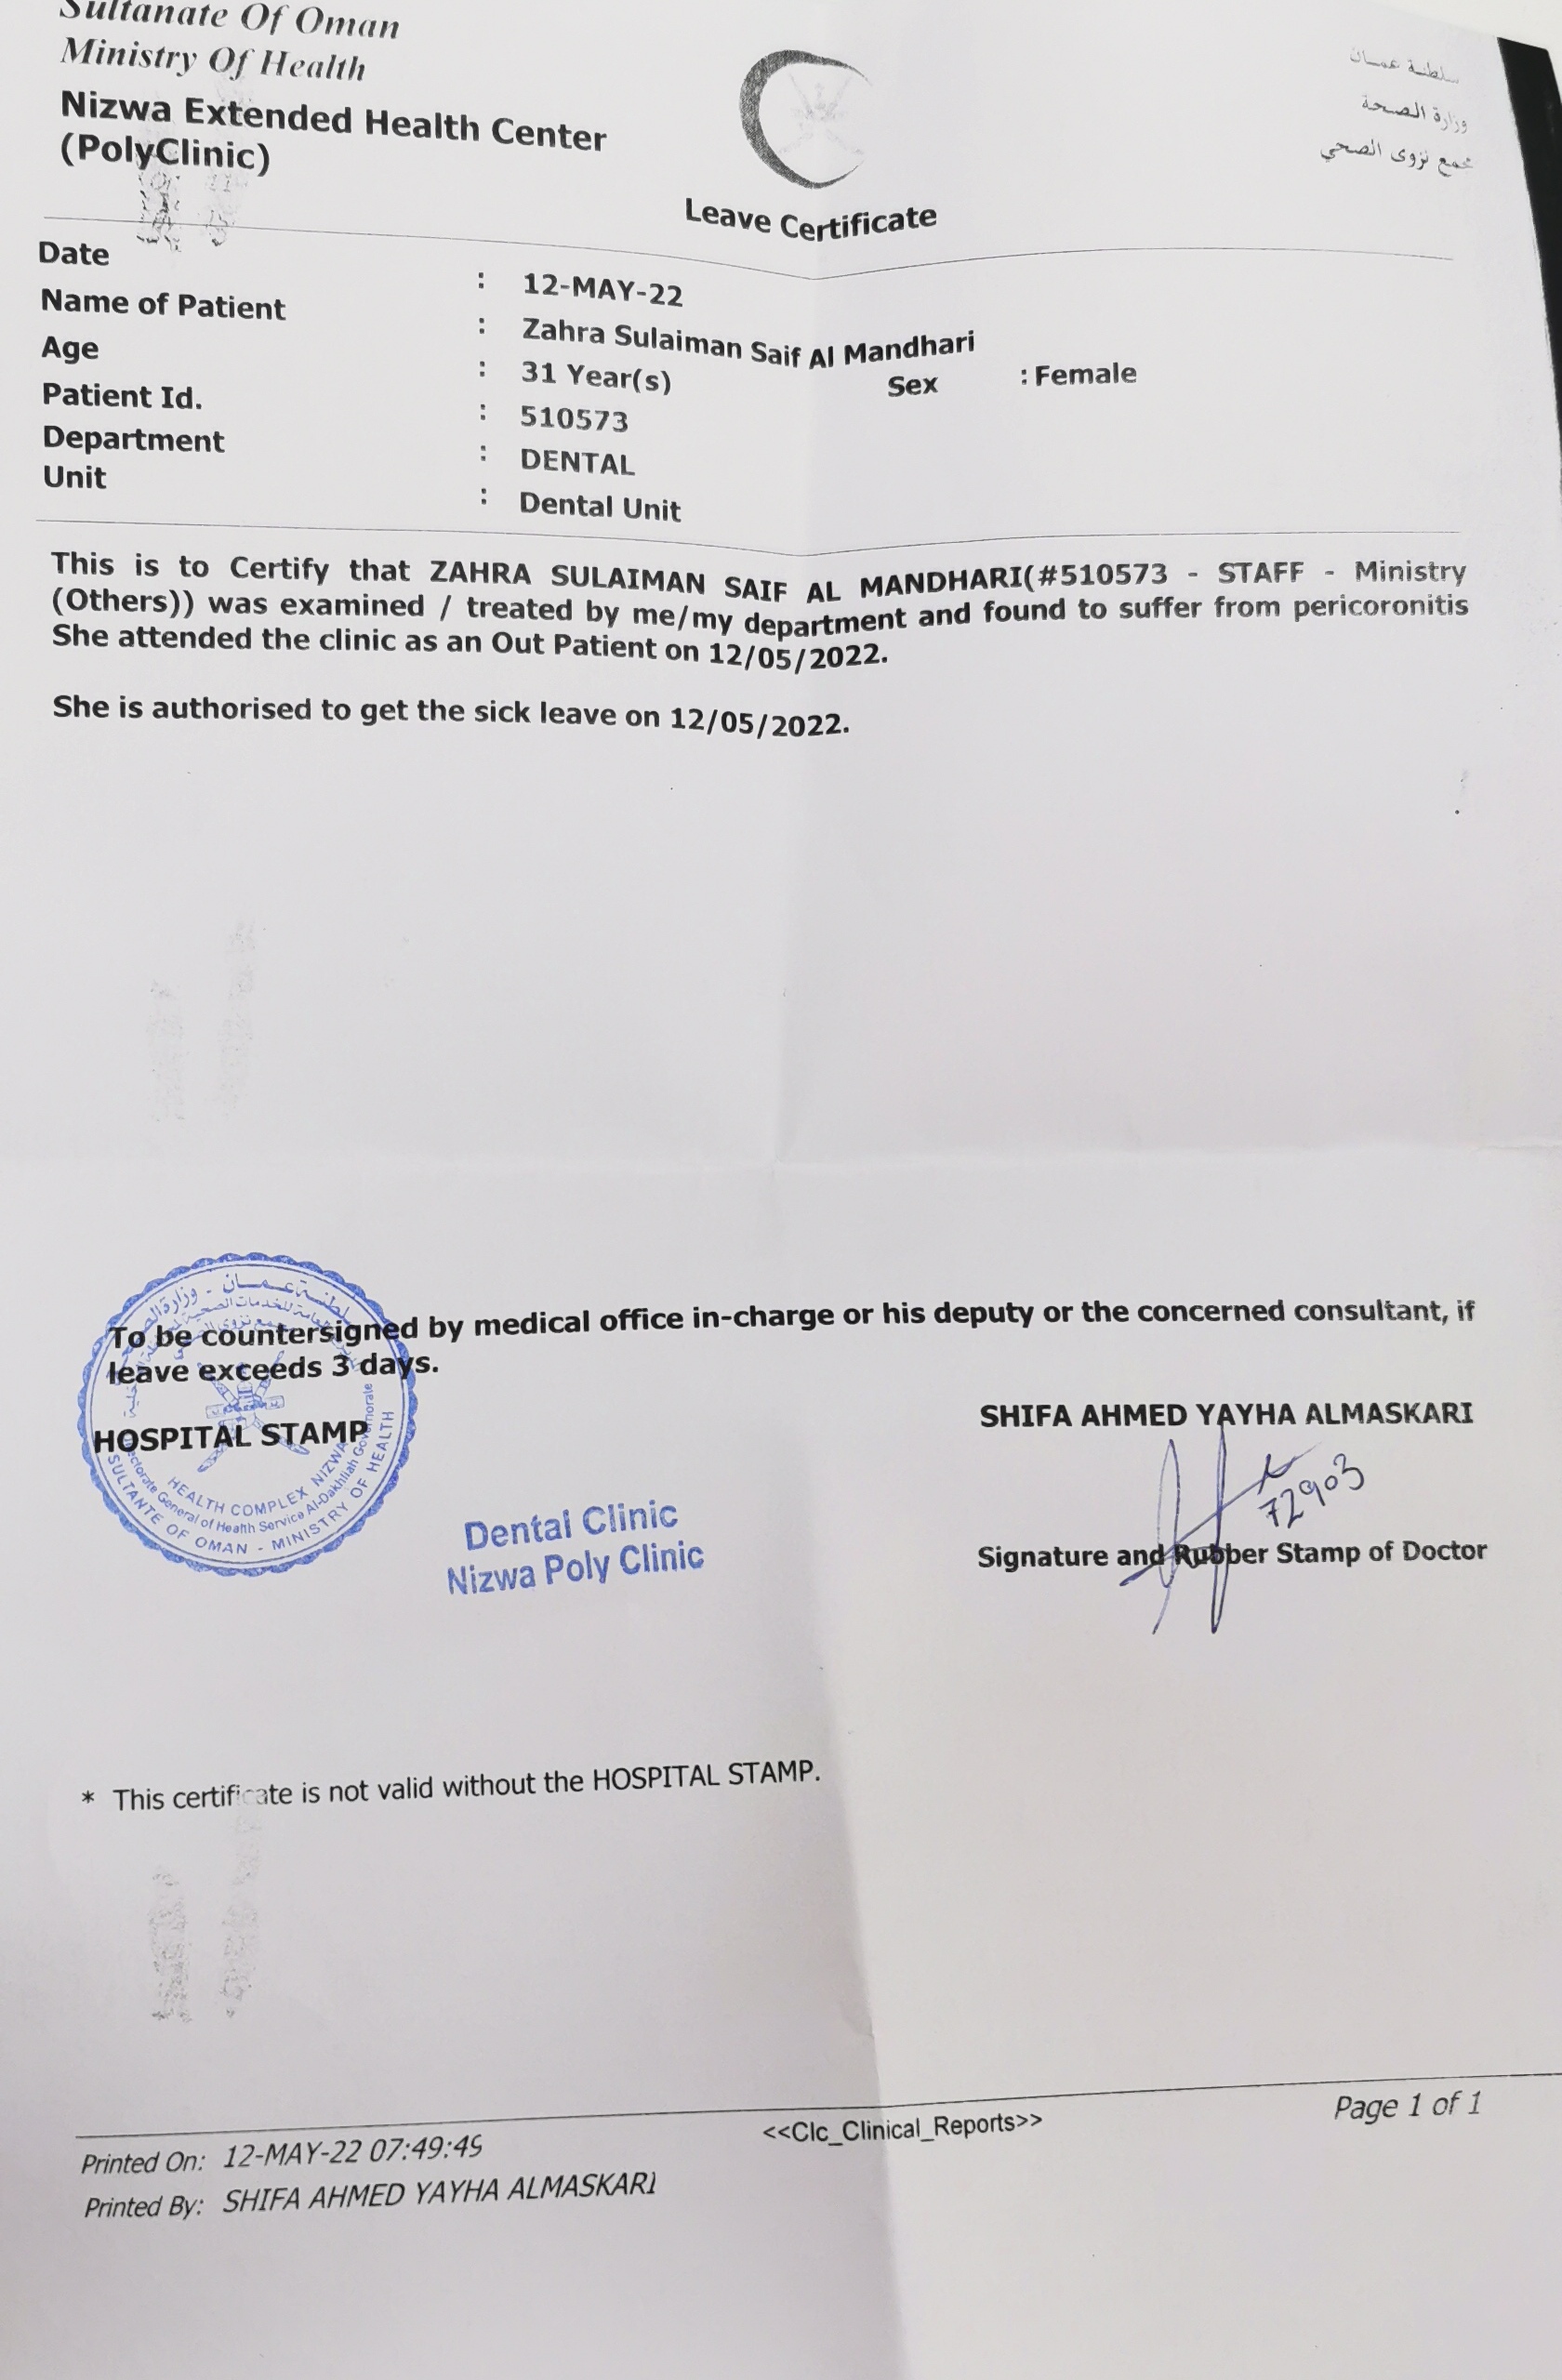 Sultanate Of Oman
Ministry Of Health
Nizwa Extended Health Center
(PolyClinic)
سلطنة عمان
وزارة الصحة
مجمع نزوى الصحي
Leave Certificate
Date : 12-MAY-22
Name of Patient : Zahra Sulaiman Saif Al Mandhari
Age : 31 Year(s) Sex : Female
Patient Id. : 510573
Department : DENTAL
Unit : Dental Unit
This is to Certify that ZAHRA SULAIMAN SAIF AL MANDHARI(#510573 - STAFF - Ministry
(Others)) was examined / treated by me/my department and found to suffer from pericoronitis
She attended the clinic as an Out Patient on 12/05/2022.
She is authorised to get the sick leave on 12/05/2022.
To be countersigned by medical office in-charge or his deputy or the concerned consultant, if
leave exceeds 3 days.
HOSPITAL STAMP
سلطنة عمان - وزارة الصحة
HEALTH COMPLEX NIZWA
Directorate General of Health Service Al-Dakhliah Governorate
SULTANTE OF OMAN - MINISTRY OF HEALTH
Dental Clinic
Nizwa Poly Clinic
SHIFA AHMED YAYHA ALMASKARI
72903
Signature and Rubber Stamp of Doctor
* This certificate is not valid without the HOSPITAL STAMP.
Printed On: 12-MAY-22 07:49:49
<<Clc_Clinical_Reports>>
Page 1 of 1
Printed By: SHIFA AHMED YAYHA ALMASKARI